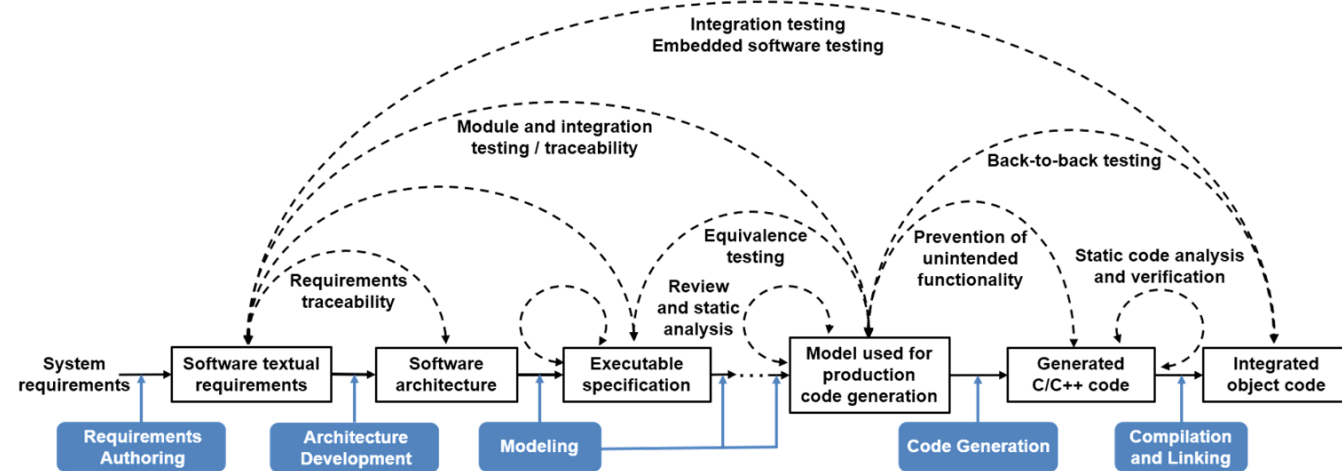 Integration testing
Embedded software testing
Module and integration
testing / traceability
Back-to-back testing
Equivalence
testing
Prevention of
unintended
functionality
Static code analysis
and verification
Requirements
traceability
Review
and static
analysis
System
requirements
Software textual
requirements
Software
architecture
Executable
specification
Model used for
production
code generation
Generated
C/C++ code
Integrated
object code
Requirements
Authoring
Architecture
Development
Modeling
Code Generation
Compilation
and Linking